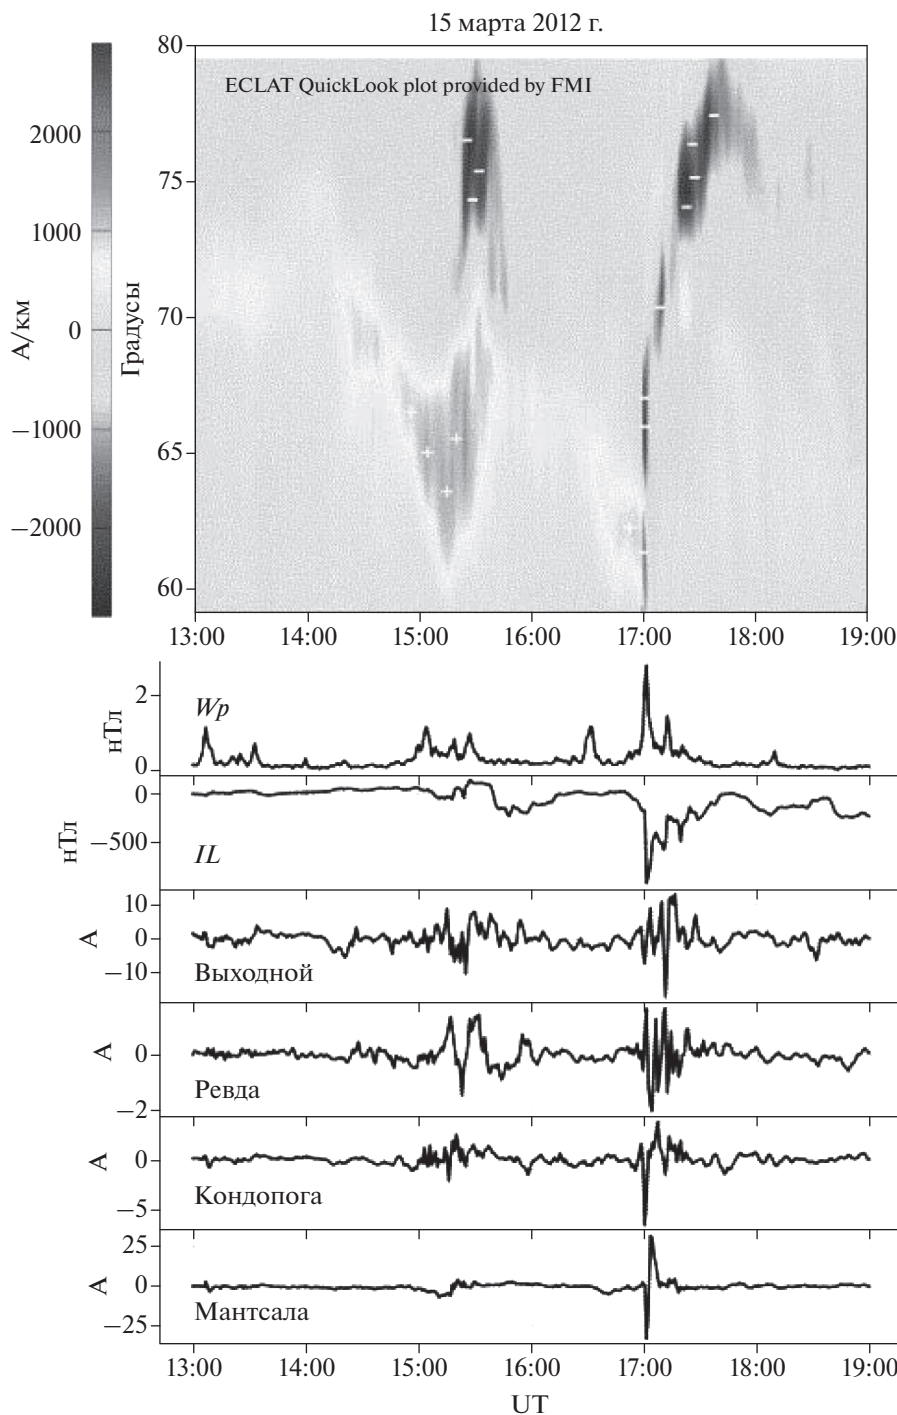 15 марта 2012 г.
ECLAT QuickLook plot provided by FMI
А/км
2000
1000
0
−1000
−2000
Градусы
80
75
70
65
60
13:00 14:00 15:00 16:00 17:00 18:00 19:00
нТл
2
0
Wp
нТл
0
−500
IL
А
10
0
−10
Выходной
А
0
−2
Ревда
А
0
−5
Кондопога
А
25
0
−25
Мантсала
13:00 14:00 15:00 16:00 17:00 18:00 19:00
UT